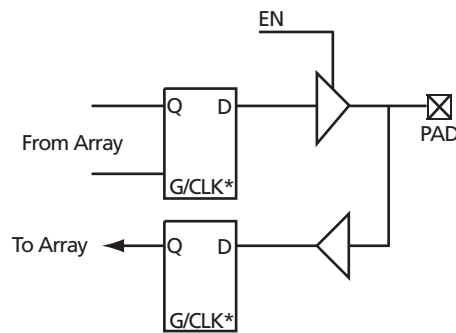 EN
Q D
From Array
PAD
G/CLK*
To Array
Q D
G/CLK*